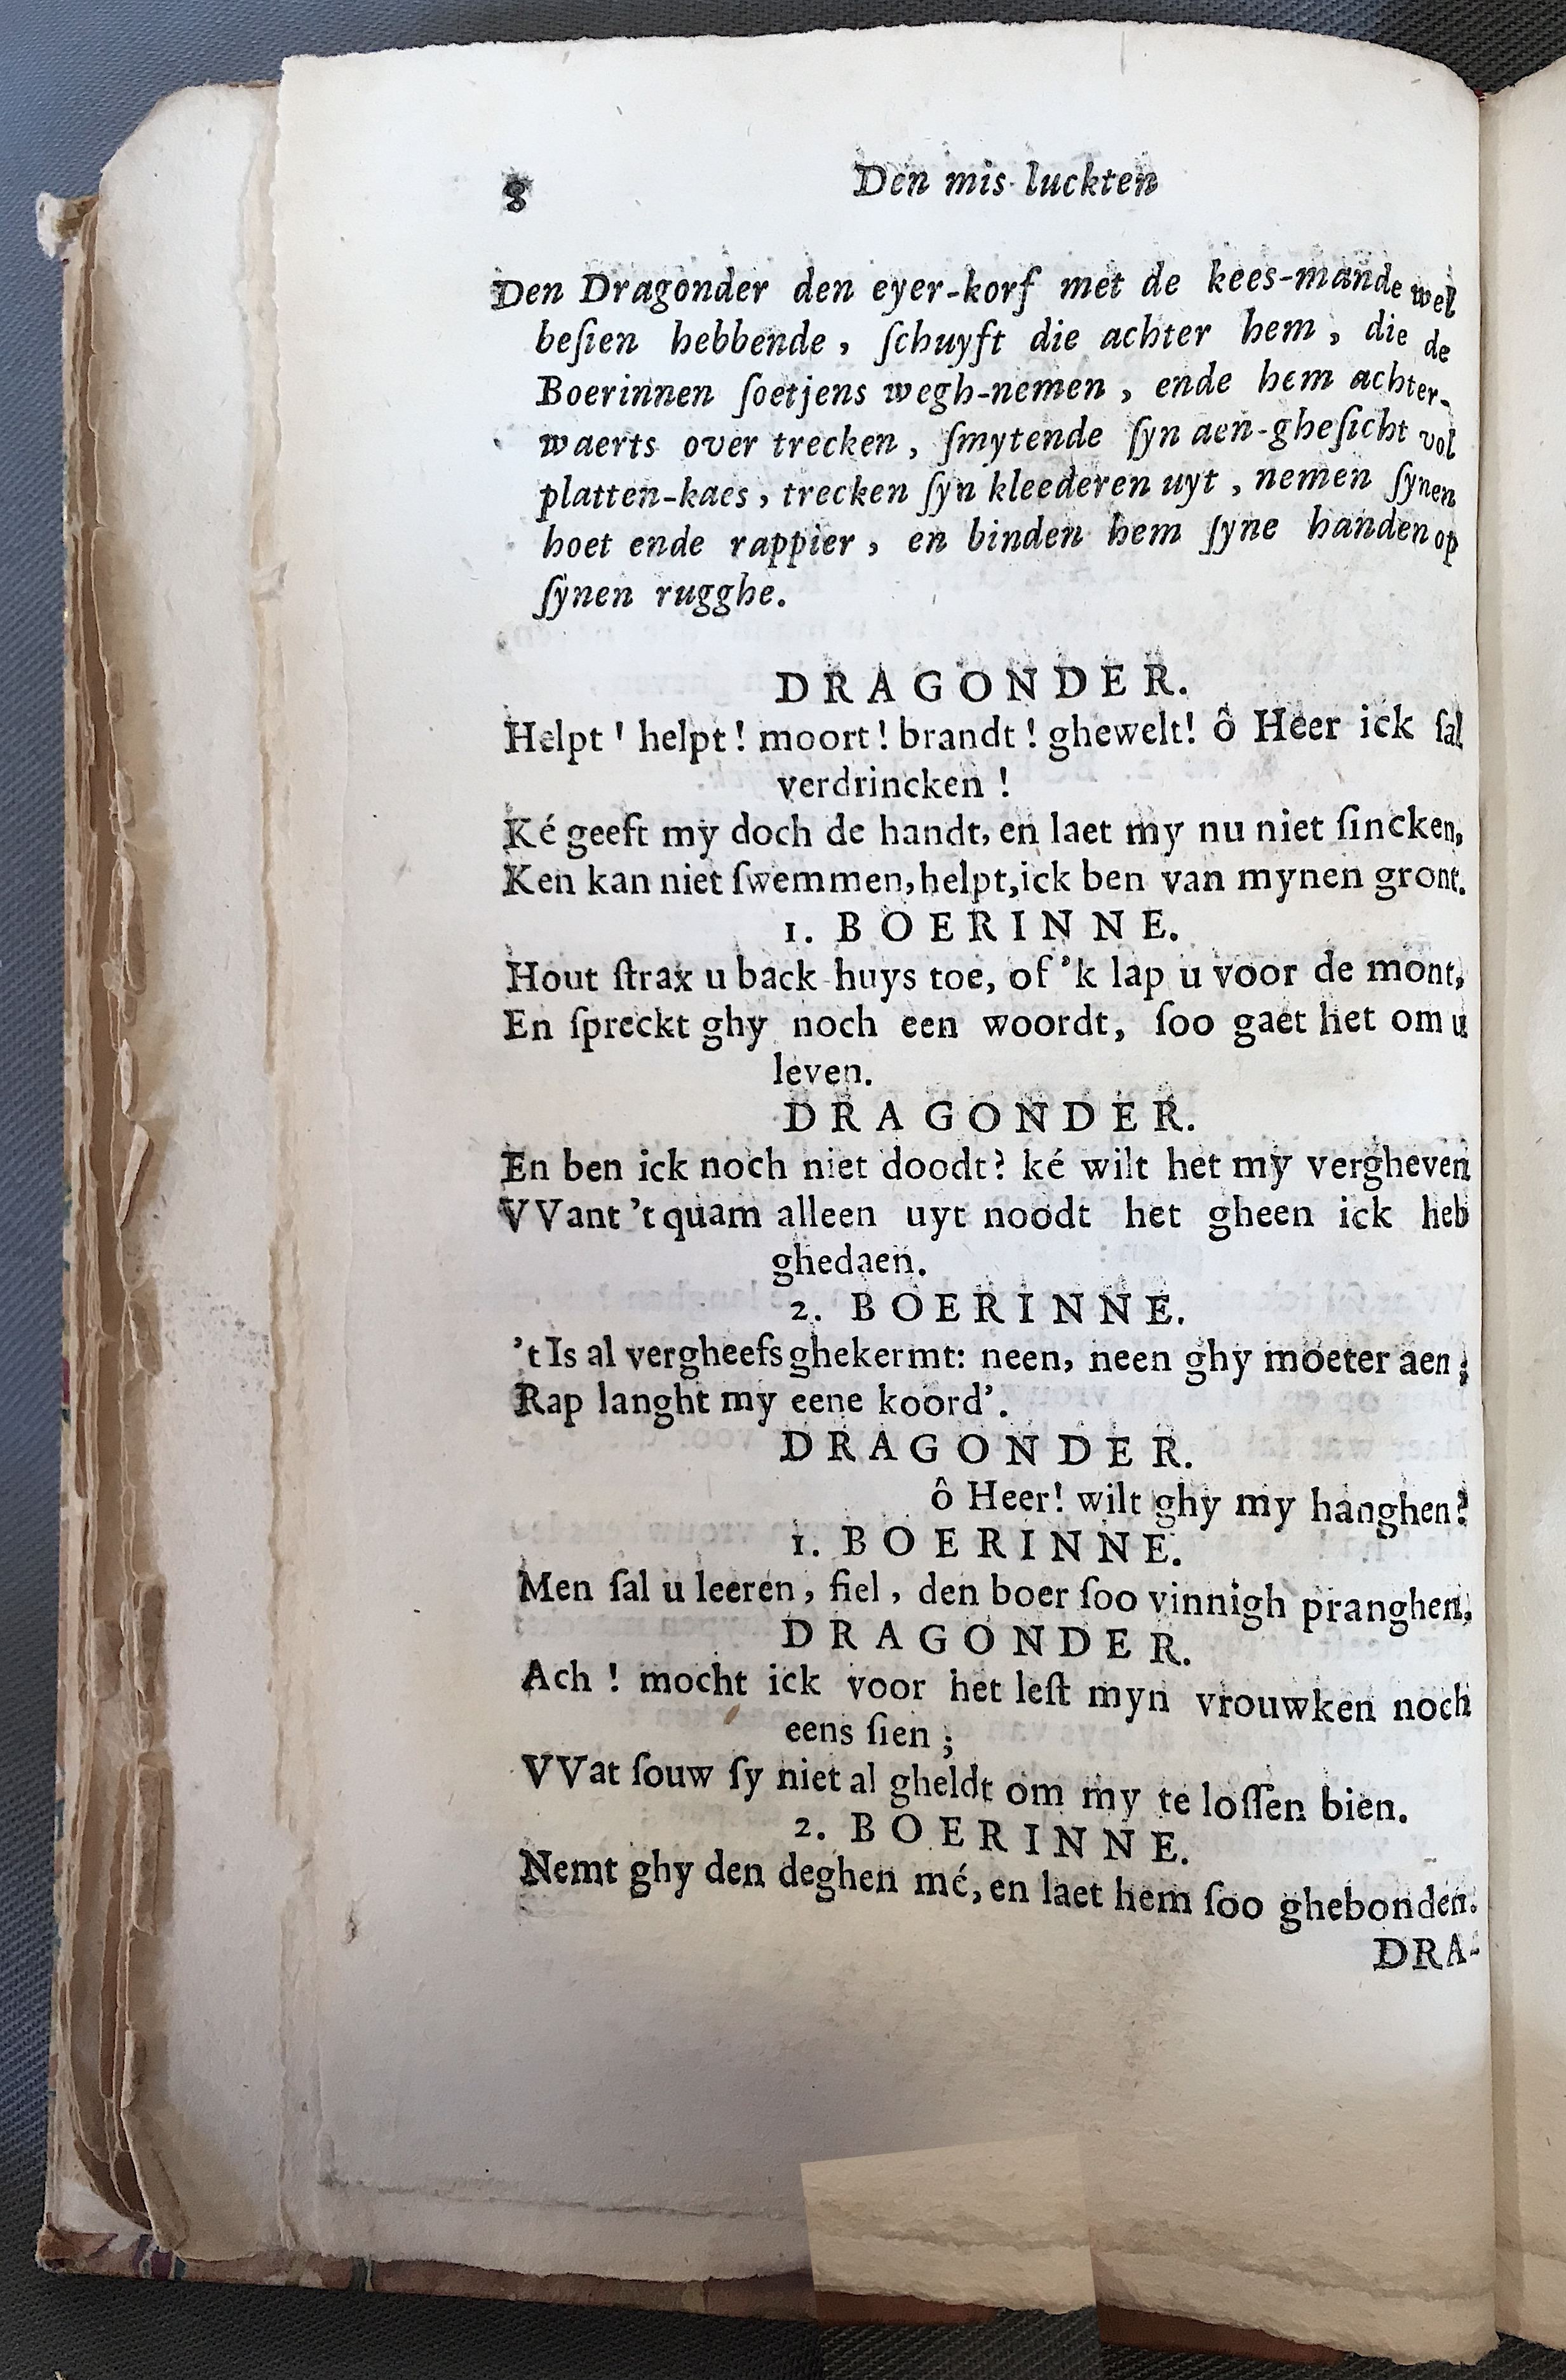 8 Den mis-luckten
Den Dragonder den eyer-korf met de kees-mande wel
beſien hebbende, ſchuyft die achter hem, die de
Boerinnen ſoetjens wegh-nemen, ende hem achter-
waerts over trecken, ſmytende ſyn aen-gheſicht vol
platten-kaes, trecken ſyn kleederen uyt, nemen ſynen
hoet ende rappier, en binden hem ſyne handen op
ſynen rugghe.
DRAGONDER.
Helpt! helpt! moort! brandt! ghewelt! ô Heer ick ſal
verdrincken!
Ké geeft my doch de handt, en laet my nu niet ſincken,
Ken kan niet ſwemmen, helpt, ick ben van mynen gront.
1. BOERINNE.
Hout ſtrax u back-huys toe, of 'k lap u voor de mont,
En ſpreckt ghy noch een woordt, ſoo gaet het om u
leven.
DRAGONDER.
En ben ick noch niet doodt? ké wilt het my vergheven
VVant 't quam alleen uyt noodt het gheen ick heb
ghedaen.
2. BOERINNE.
't Is al vergheefs ghekermt: neen, neen ghy moeter aen;
Rap langht my eene koord'.
DRAGONDER.
ô Heer! wilt ghy my hanghen?
1. BOERINNE.
Men ſal u leeren, fiel, den boer ſoo vinnigh pranghen,
DRAGONDER.
Ach! mocht ick voor het leſt myn vrouwken noch
eens ſien;
VVat ſouw ſy niet al gheldt om my te loſſen bien.
2. BOERINNE.
Nemt ghy den deghen mé, en laet hem ſoo ghebonden.
DRA-